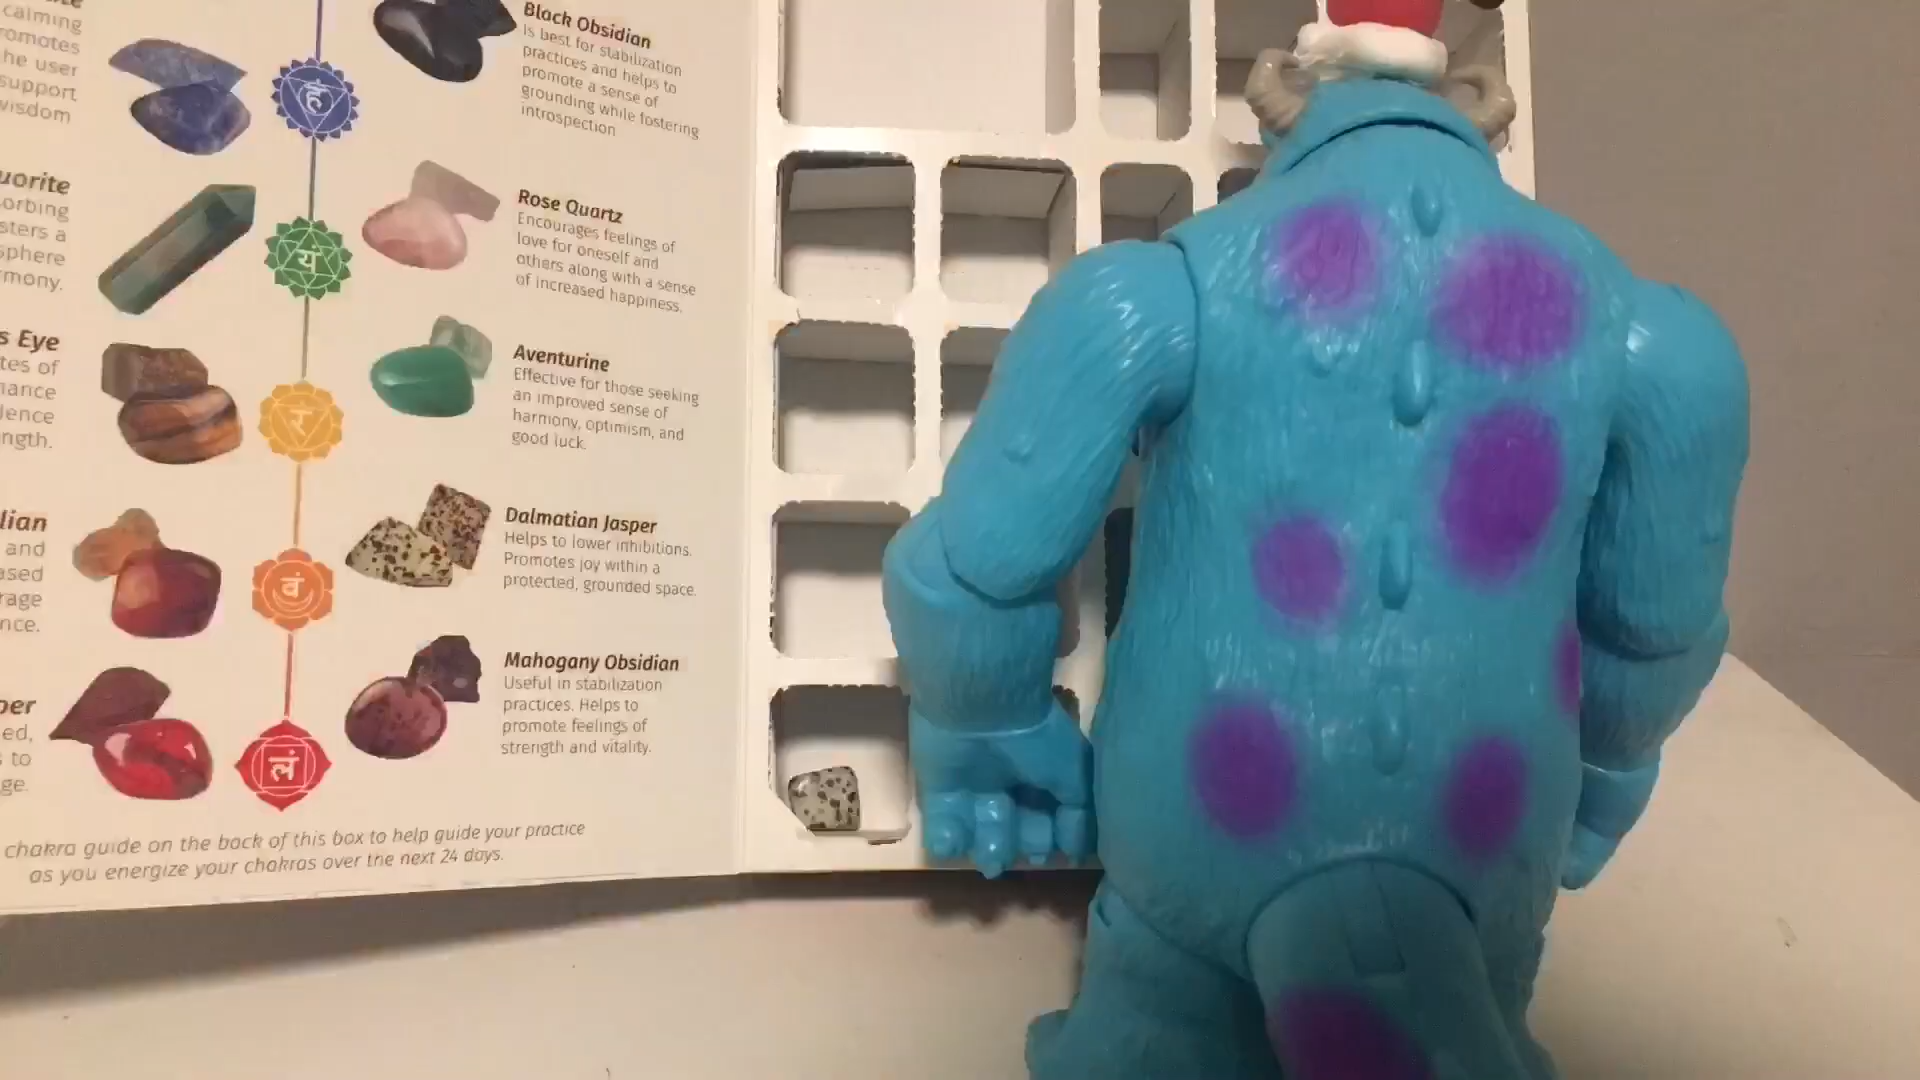 calming
romotes
he user
support
wisdom
uorite
orbing
sters a
sphere
rmony.
s Eye
tes of
nance
dence
ngth.
lian
and
ased
rage
nce.
per
ed,
s to
ge.
हं
यं
रं
वं
लं
Black Obsidian
Is best for stabilization
practices and helps to
promote a sense of
grounding while fostering
introspection
Rose Quartz
Encourages feelings of
love for oneself and
others along with a sense
of increased happiness.
Aventurine
Effective for those seeking
an improved sense of
harmony, optimism, and
good luck.
Dalmatian Jasper
Helps to lower inhibitions.
Promotes joy within a
protected, grounded space.
Mahogany Obsidian
Useful in stabilization
practices. Helps to
promote feelings of
strength and vitality.
chakra guide on the back of this box to help guide your practice
as you energize your chakras over the next 24 days.